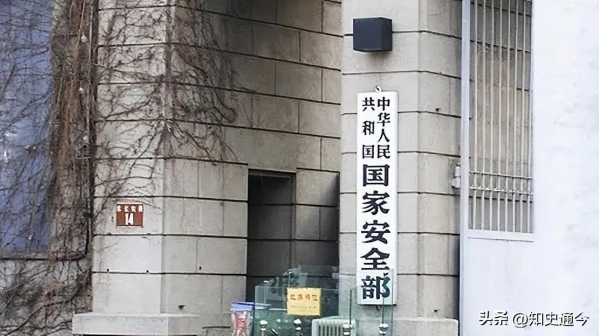 中华人民
共和国
国家安全部
14
头条 @知史通今